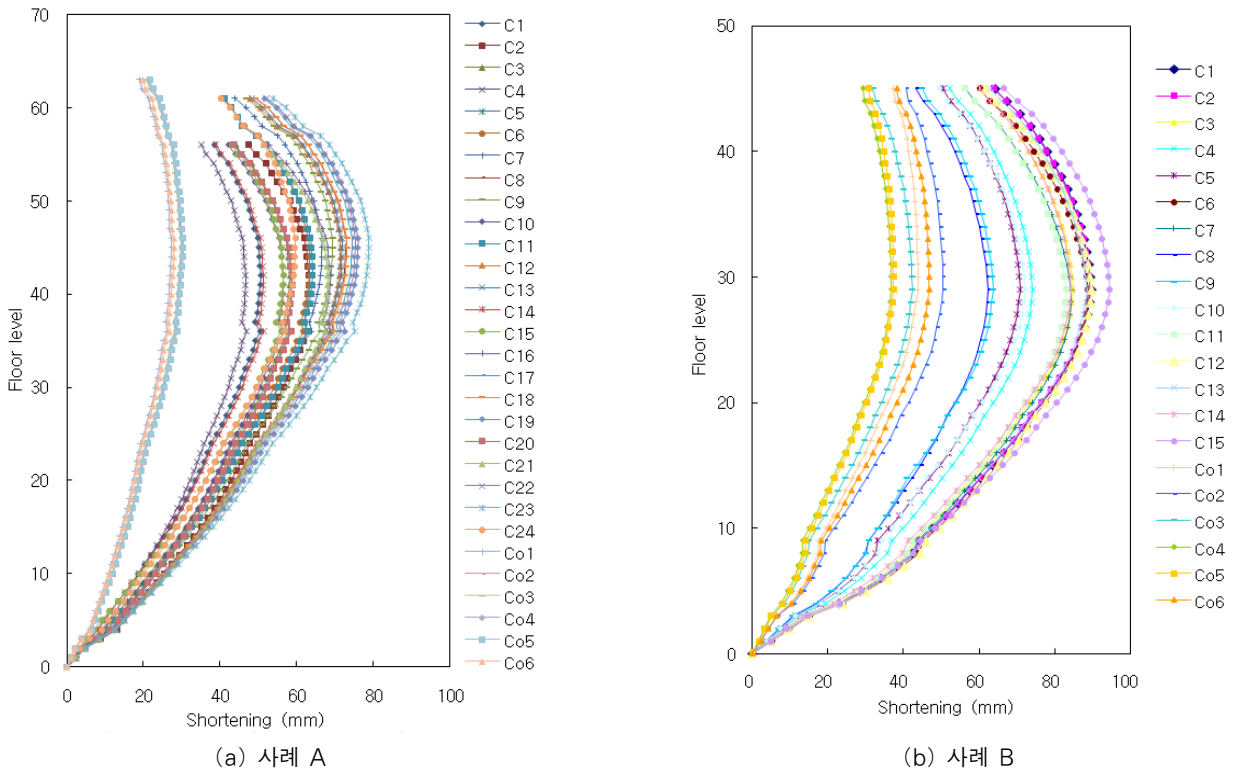 70
60
50
40
30
20
10
0
Floor level
0 20 40 60 80 100
Shortening (mm)
C1
C2
C3
C4
C5
C6
C7
C8
C9
C10
C11
C12
C13
C14
C15
C16
C17
C18
C19
C20
C21
C22
C23
C24
Co1
Co2
Co3
Co4
Co5
Co6
(a) 사례 A
50
40
30
20
10
0
Floor level
0 20 40 60 80 100
Shortening (mm)
C1
C2
C3
C4
C5
C6
C7
C8
C9
C10
C11
C12
C13
C14
C15
Co1
Co2
Co3
Co4
Co5
Co6
(b) 사례 B